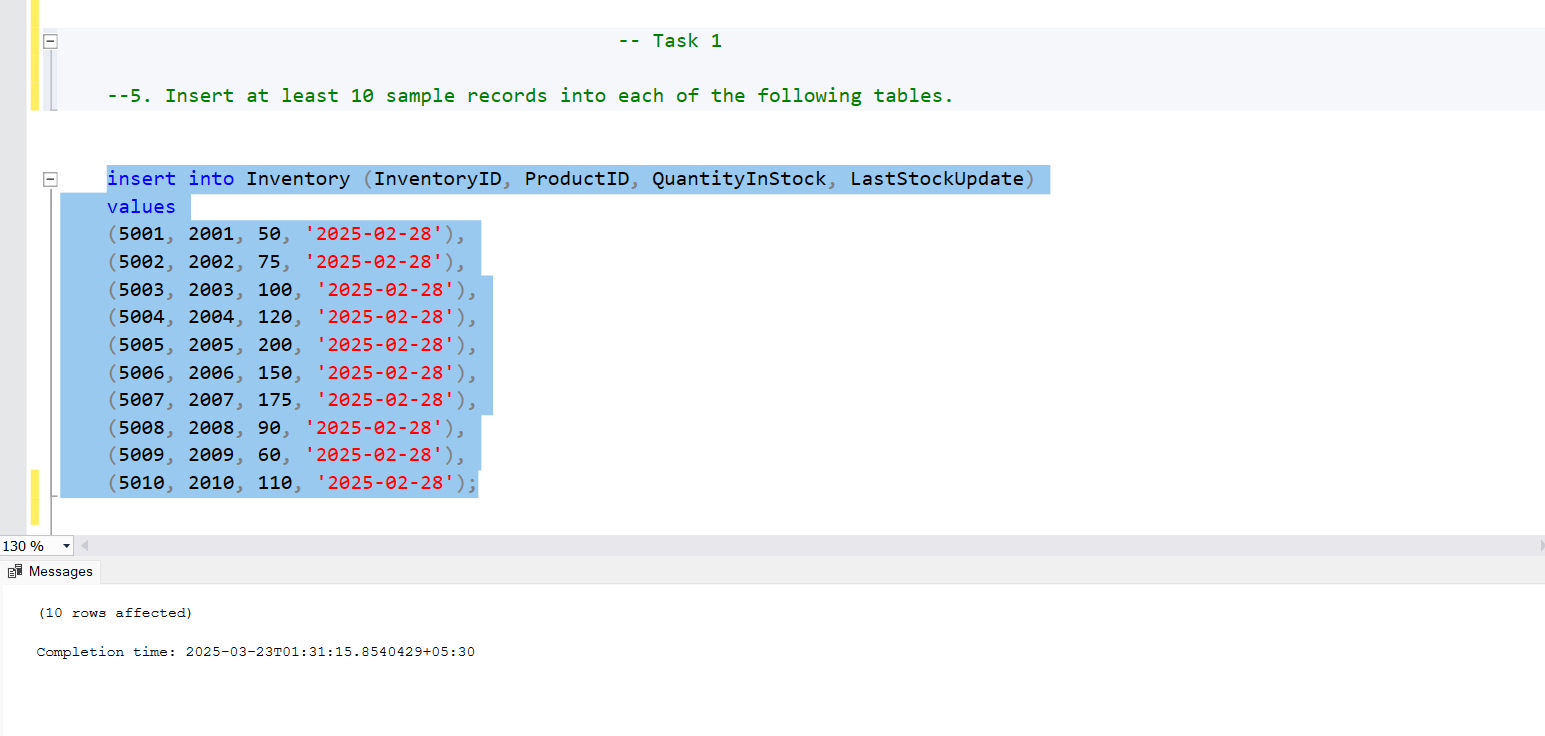 -- Task 1
--5. Insert at least 10 sample records into each of the following tables.
insert into Inventory (InventoryID, ProductID, QuantityInStock, LastStockUpdate)
values
(5001, 2001, 50, '2025-02-28'),
(5002, 2002, 75, '2025-02-28'),
(5003, 2003, 100, '2025-02-28'),
(5004, 2004, 120, '2025-02-28'),
(5005, 2005, 200, '2025-02-28'),
(5006, 2006, 150, '2025-02-28'),
(5007, 2007, 175, '2025-02-28'),
(5008, 2008, 90, '2025-02-28'),
(5009, 2009, 60, '2025-02-28'),
(5010, 2010, 110, '2025-02-28');
130 %
Messages
(10 rows affected)
Completion time: 2025-03-23T01:31:15.8540429+05:30